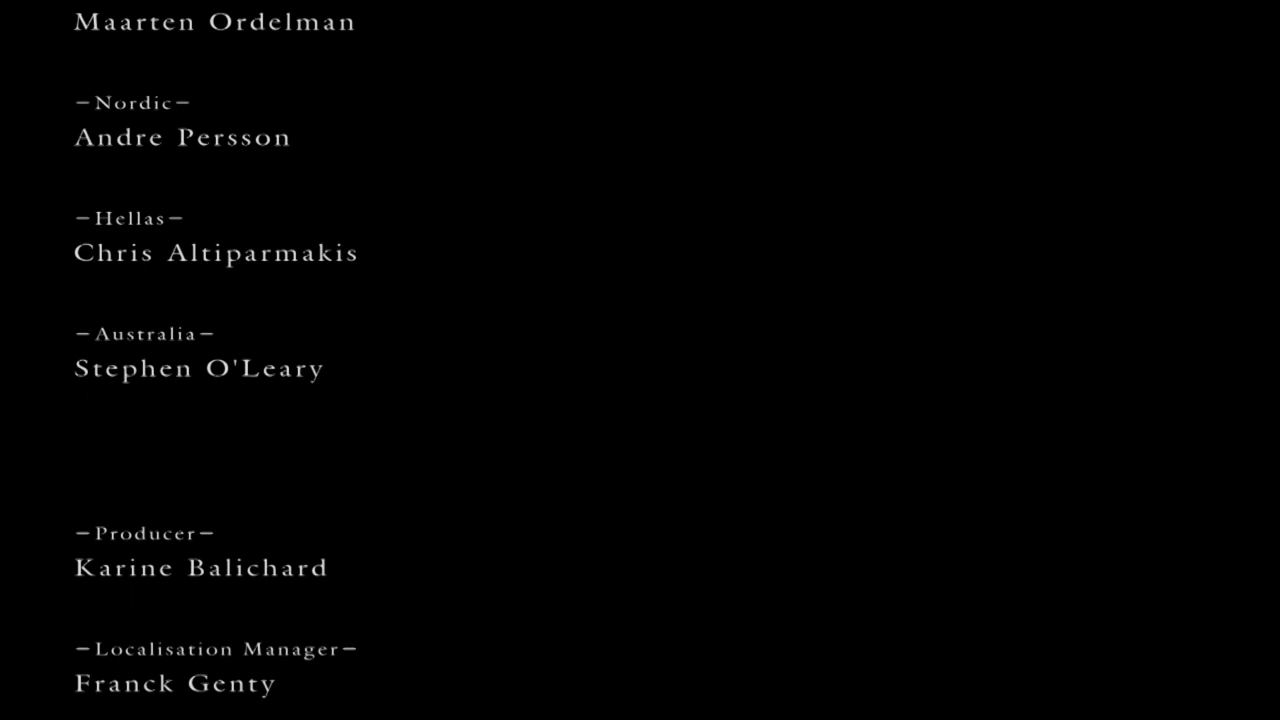 Maarten Ordelman
－Nordic－
Andre Persson
－Hellas－
Chris Altiparmakis
－Australia－
Stephen O'Leary
－Producer－
Karine Balichard
－Localisation Manager－
Franck Genty